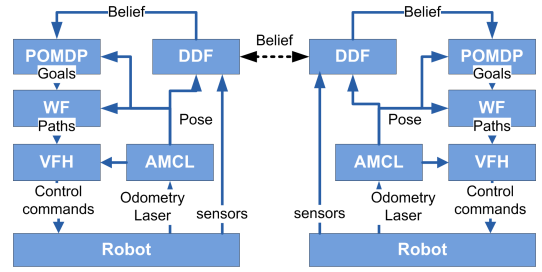 Belief
POMDP
DDF
Goals
WF
Paths
Pose
VFH
AMCL
Control
commands
Odometry
Laser
sensors
Robot
Belief
Belief
DDF
POMDP
Goals
WF
Pose
Paths
AMCL
VFH
sensors
Odometry
Laser
Control
commands
Robot